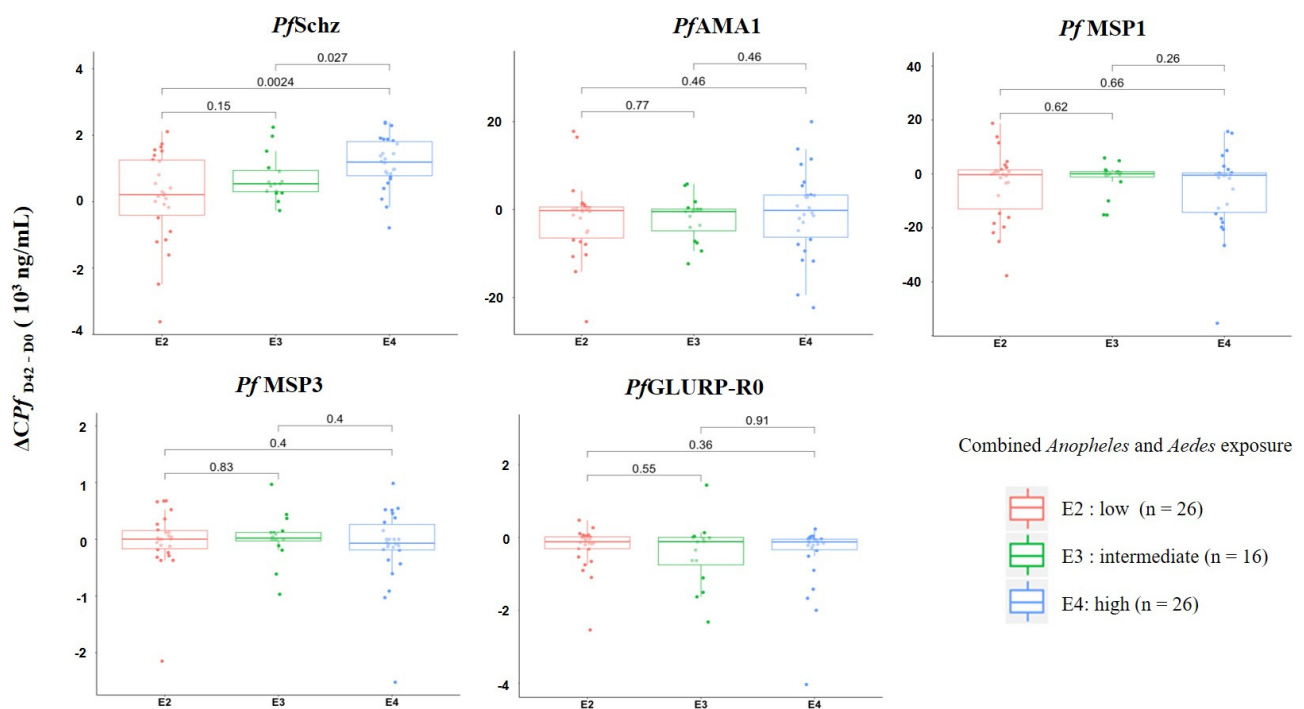 PfSchz
4
2
0
-2
-4
0.027
0.0024
0.15
E2
E3
E4
PfAMA1
20
0
-20
0.46
0.46
0.77
E2
E3
E4
Pf MSP1
40
20
0
-20
-40
0.26
0.66
0.62
E2
E3
E4
ΔCPf D42 - D0 ( 10³ ng/mL)
Pf MSP3
2
1
0
-1
-2
0.4
0.4
0.83
E2
E3
E4
PfGLURP-R0
2
0
-2
-4
0.91
0.36
0.55
E2
E3
E4
Combined Anopheles and Aedes exposure
E2 : low (n = 26)
E3 : intermediate (n = 16)
E4: high (n = 26)